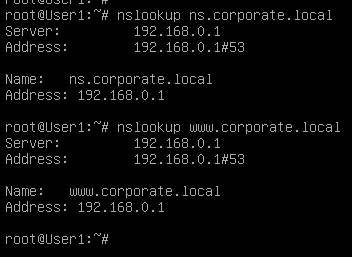 root@User1:~#
root@User1:~# nslookup ns.corporate.local
Server:         192.168.0.1
Address:        192.168.0.1#53
Name:   ns.corporate.local
Address: 192.168.0.1
root@User1:~# nslookup www.corporate.local
Server:         192.168.0.1
Address:        192.168.0.1#53
Name:   www.corporate.local
Address: 192.168.0.1
root@User1:~#